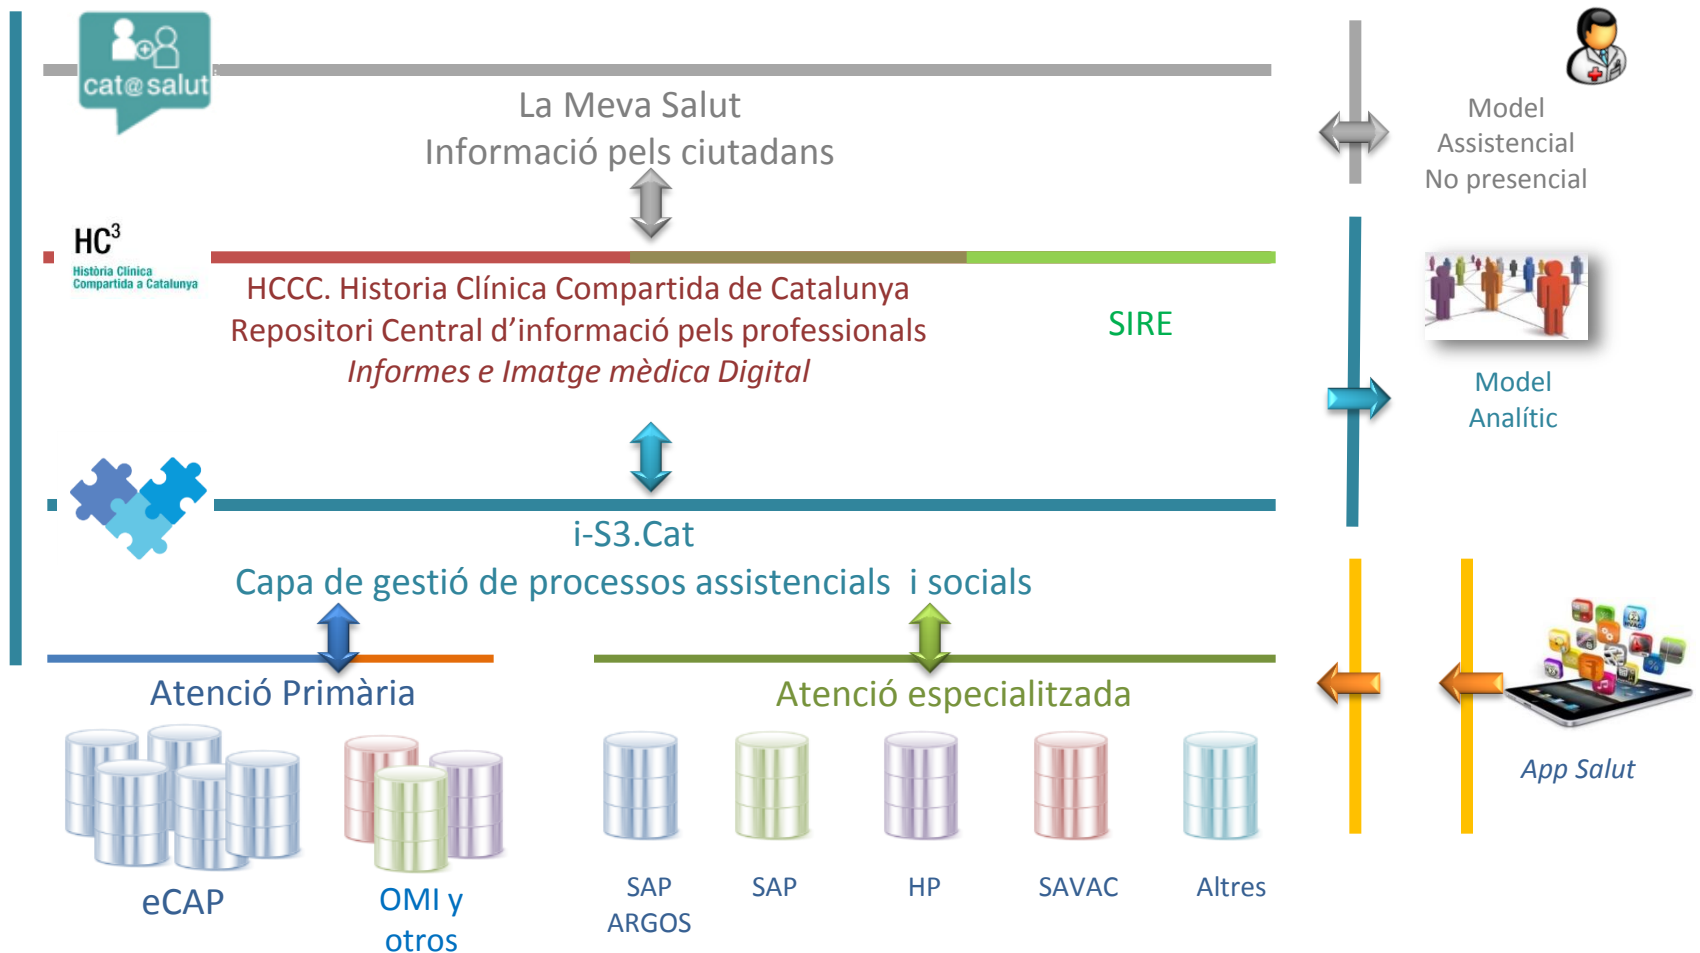 cat@salut
La Meva Salut
Informació pels ciutadans
Model
Assistencial
No presencial
HC3
Història Clínica
Compartida a Catalunya
HCCC. Historia Clínica Compartida de Catalunya
Repositori Central d’informació pels professionals
Informes e Imatge mèdica Digital
SIRE
Model
Analític
i-S3.Cat
Capa de gestió de processos assistencials i socials
Atenció Primària
Atenció especialitzada
App Salut
eCAP
OMI y
otros
SAP
ARGOS
SAP
HP
SAVAC
Altres